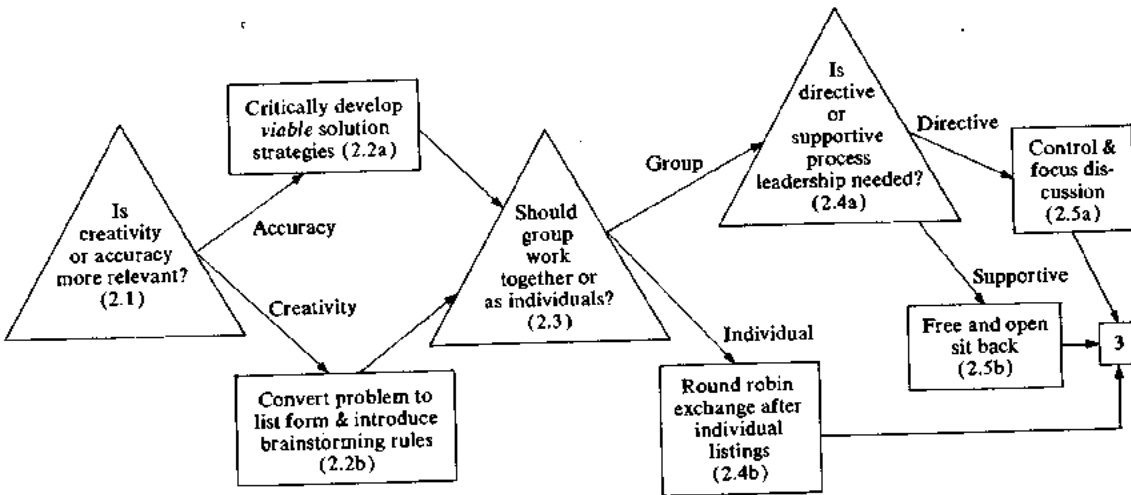 Is
creativity
or accuracy
more relevant?
(2.1)
Accuracy
Creativity
Critically develop
viable solution
strategies (2.2a)
Convert problem to
list form & introduce
brainstorming rules
(2.2b)
Should
group
work
together or
as individuals?
(2.3)
Group
Individual
Is
directive
or
supportive
process
leadership needed?
(2.4a)
Directive
Supportive
Round robin
exchange after
individual
listings
(2.4b)
Control &
focus dis-
cussion
(2.5a)
Free and open
sit back
(2.5b)
3